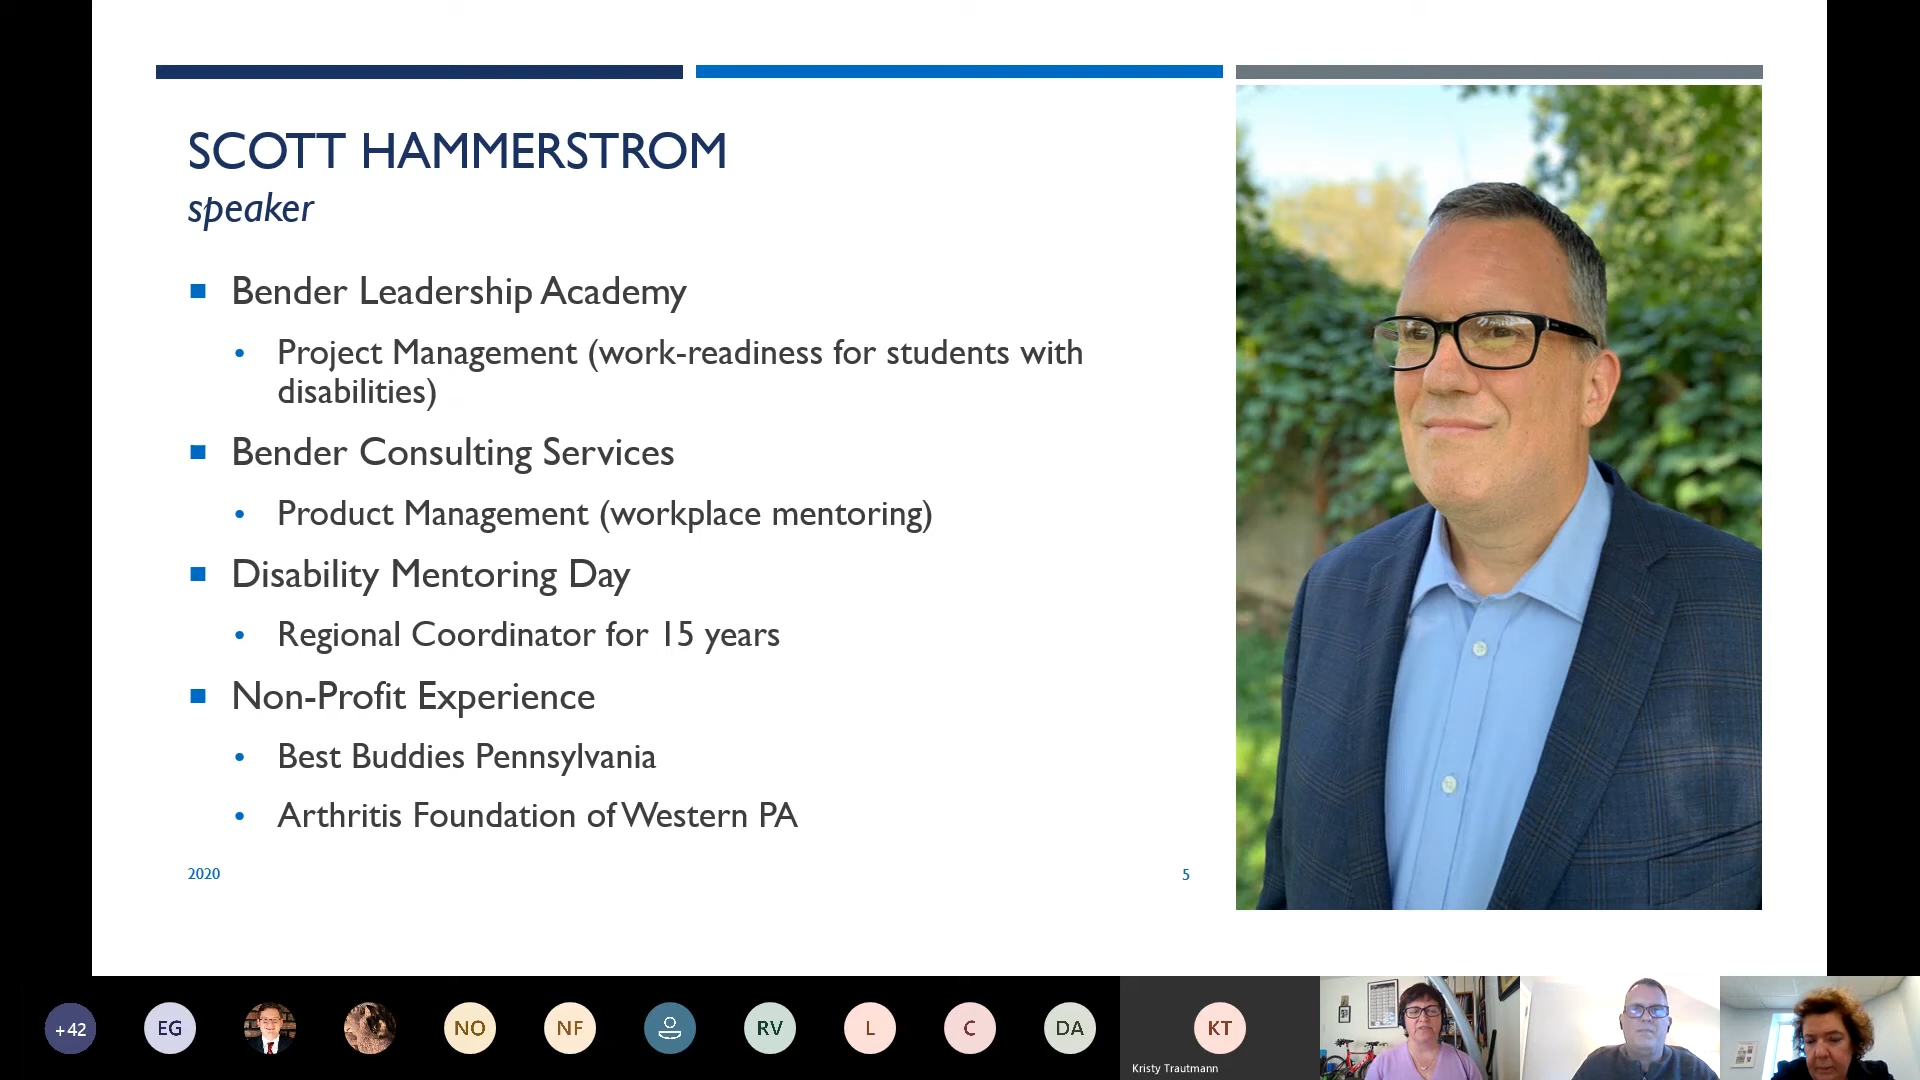 SCOTT HAMMERSTROM
speaker
Bender Leadership Academy
Project Management (work-readiness for students with
disabilities)
Bender Consulting Services
Product Management (workplace mentoring)
Disability Mentoring Day
Regional Coordinator for 15 years
Non-Profit Experience
Best Buddies Pennsylvania
Arthritis Foundation of Western PA
2020
5
+42
EG
NO
NF
RV
L
C
DA
KT
Kristy Trautmann